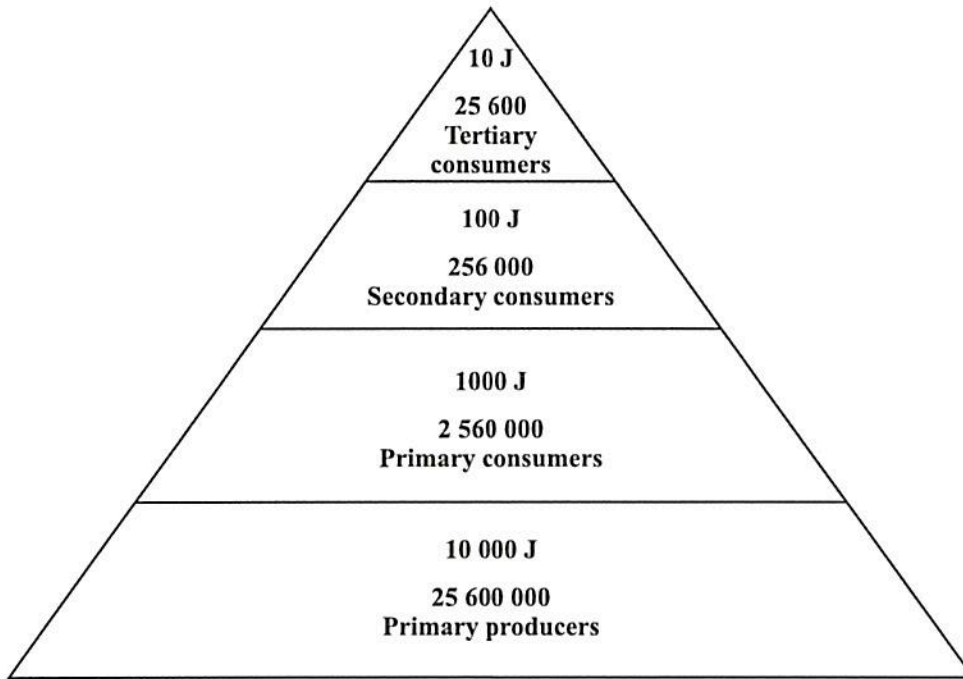 10 J
25 600
Tertiary
consumers
100 J
256 000
Secondary consumers
1000 J
2 560 000
Primary consumers
10 000 J
25 600 000
Primary producers